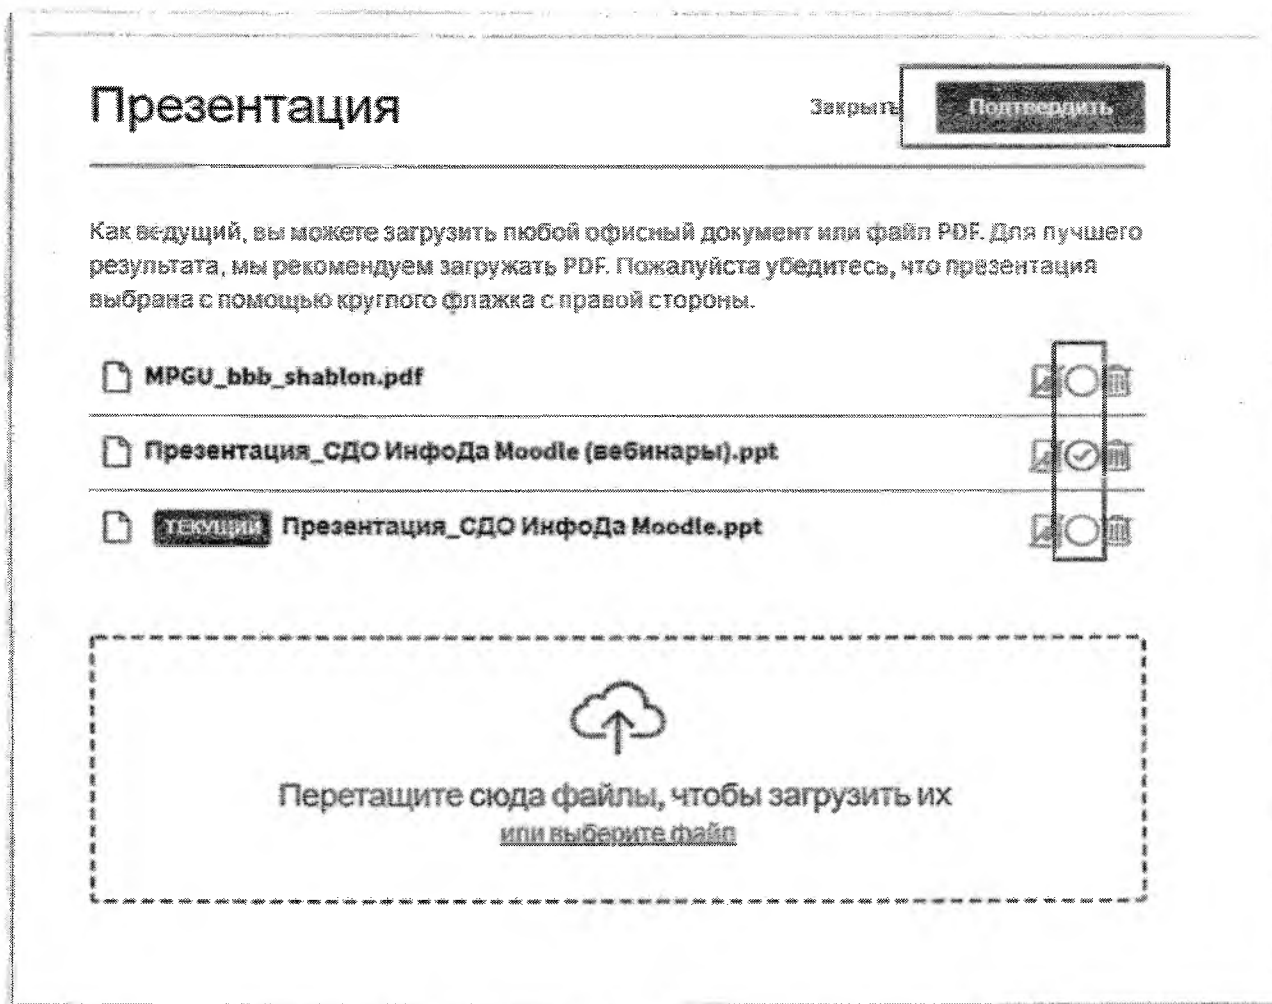 Презентация
Закрыть
Подтвердить
Как ведущий, вы можете загрузить любой офисный документ или файл PDF. Для лучшего
результата, мы рекомендуем загружать PDF. Пожалуйста убедитесь, что презентация
выбрана с помощью круглого флажка с правой стороны.
MPGU_bbb_shablon.pdf
Презентация_СДО ИнфоДа Moodle (вебинары).ppt
ТЕКУЩИЙ Презентация_СДО ИнфоДа Moodle.ppt
Перетащите сюда файлы, чтобы загрузить их
или выберите файл